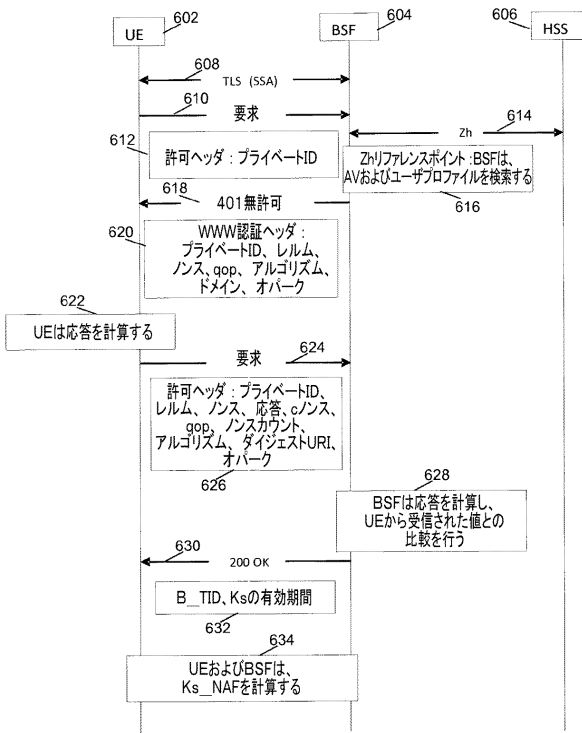 602
UE
604
BSF
606
HSS
608
TLS (SSA)
610
要求
612
許可ヘッダ：プライベートID
614
Zh
Zhリファレンスポイント：BSFは、
AVおよびユーザプロファイルを検索する
616
618
401無許可
620
WWW認証ヘッダ：
プライベートID、レルム、
ノンス、qop、アルゴリズム、
ドメイン、オパーク
622
UEは応答を計算する
要求
624
許可ヘッダ：プライベートID、
レルム、ノンス、応答、cノンス、
qop、ノンスカウント、
アルゴリズム、ダイジェストURI、
オパーク
626
628
BSFは応答を計算し、
UEから受信された値との
比較を行う
630
200 OK
B＿TID、Ksの有効期間
632
634
UEおよびBSFは、
Ks＿NAFを計算する